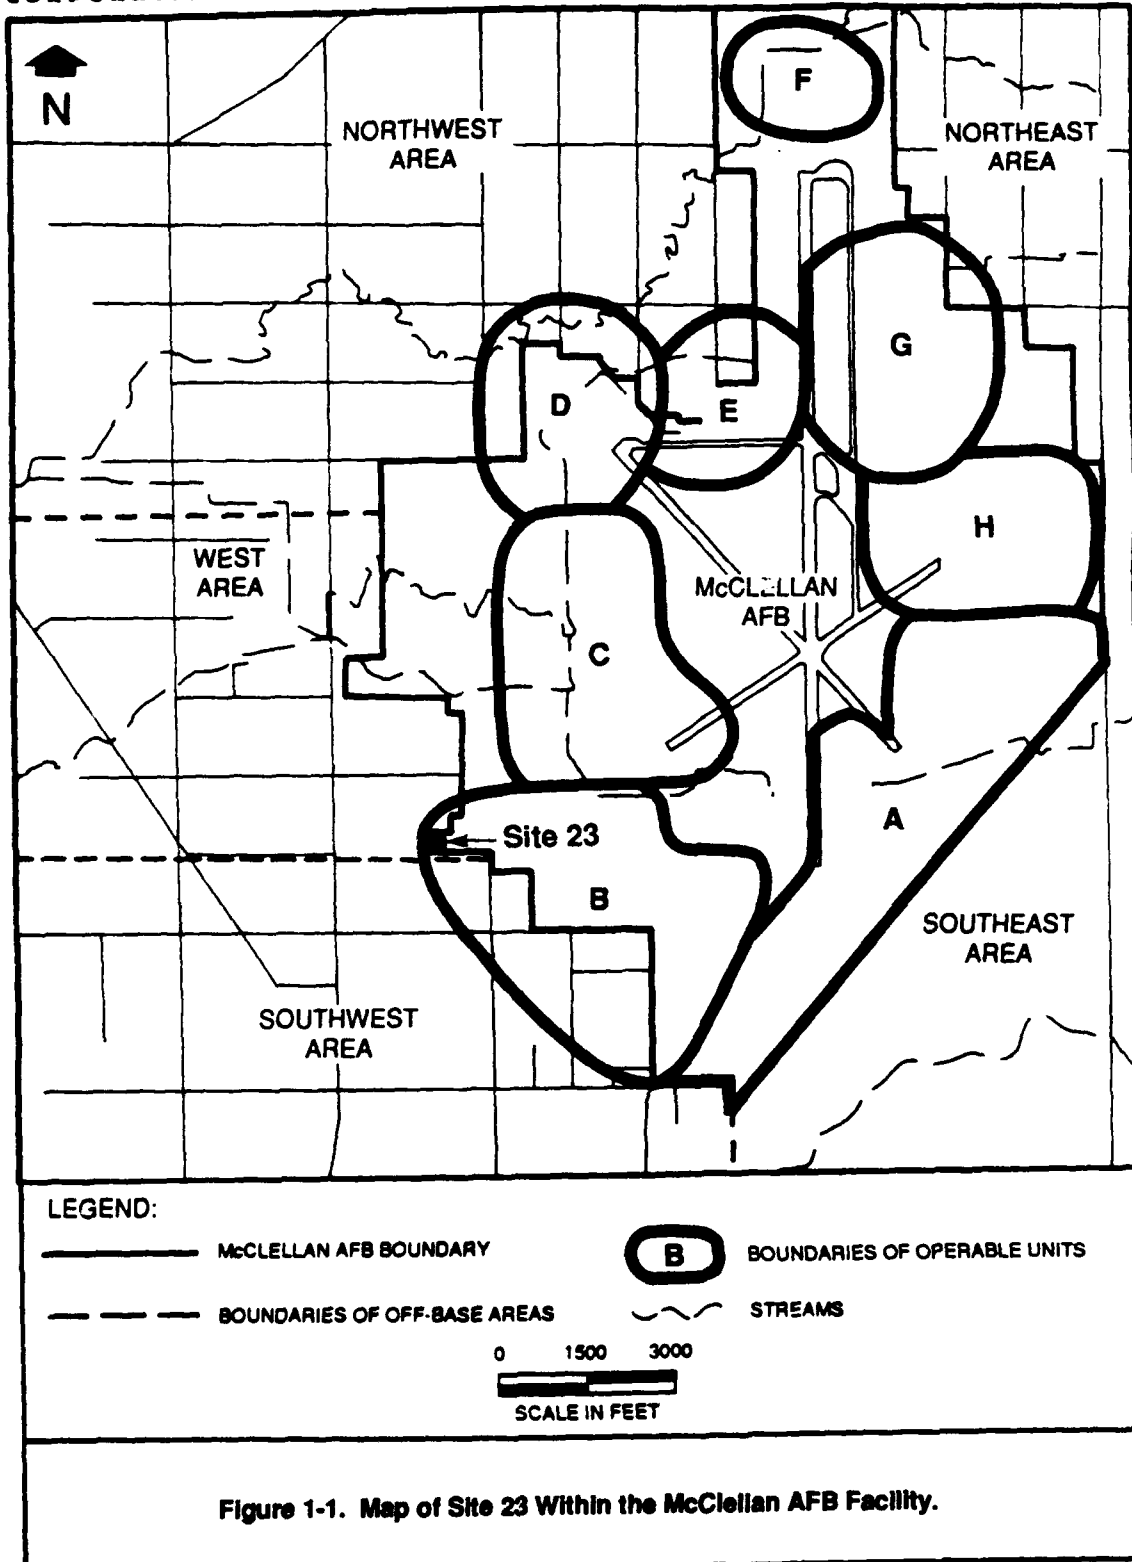 F
N
NORTHWEST
AREA
NORTHEAST
AREA
G
D
E
H
WEST
AREA
McCLELLAN
AFB
C
A
Site 23
B
SOUTHEAST
AREA
SOUTHWEST
AREA
LEGEND:
McCLELLAN AFB BOUNDARY
B
BOUNDARIES OF OPERABLE UNITS
BOUNDARIES OF OFF-BASE AREAS
STREAMS
0 1500 3000
SCALE IN FEET
Figure 1-1. Map of Site 23 Within the McClellan AFB Facility.